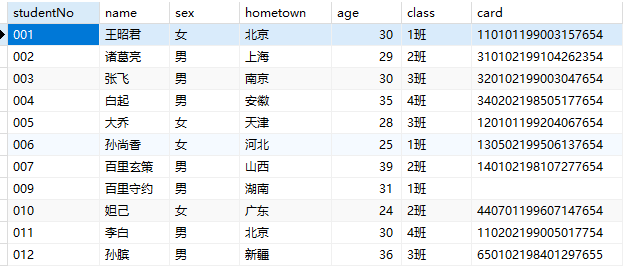 studentNo name sex hometown age class card
001 王昭君 女 北京 30 1班 110101199003157654
002 诸葛亮 男 上海 29 2班 310102199104262354
003 张飞 男 南京 30 3班 320102199003047654
004 白起 男 安徽 35 4班 340202198505177654
005 大乔 女 天津 28 3班 120101199204067654
006 孙尚香 女 河北 25 1班 130502199506137654
007 百里玄策 男 山西 39 2班 140102198107277654
009 百里守约 男 湖南 31 1班
010 妲己 女 广东 24 2班 440701199607147654
011 李白 男 北京 30 4班 110202199005017754
012 孙膑 男 新疆 36 3班 650102198401297655